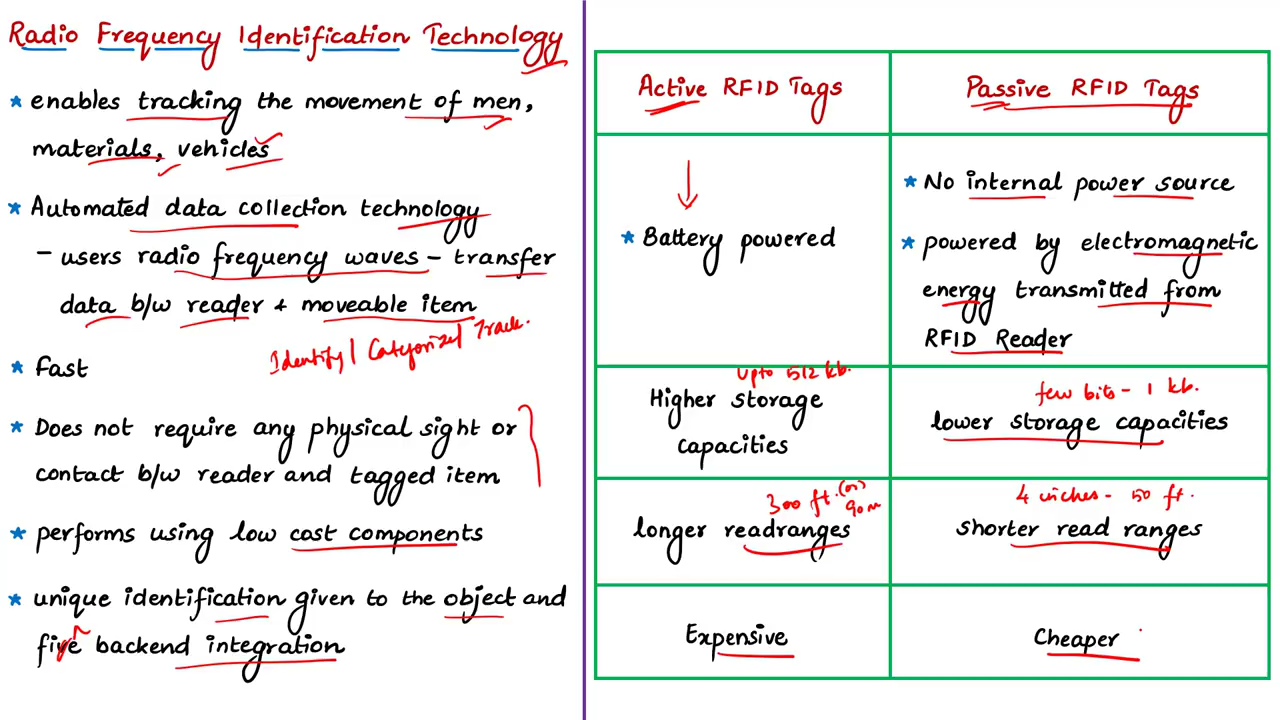 Radio Frequency Identification Technology
* enables tracking the movement of men,
materials, vehicles
* Automated data collection technology
- users radio frequency waves - transfer
data b/w reader + moveable item
Identify / Categorize / Track.
* fast
* Does not require any physical sight or
contact b/w reader and tagged item
* performs using low cost components
* unique identification given to the object and
backend integration
Active RFID Tags
Passive RFID Tags
* Battery powered
* No internal power source
* powered by electromagnetic
energy transmitted from
RFID Reader
upto 512 kb.
Higher storage
capacities
few bits - 1 kb.
lower storage capacities
300 ft. (or)
90m
longer readranges
4 inches - 50 ft.
shorter read ranges
Expensive
Cheaper